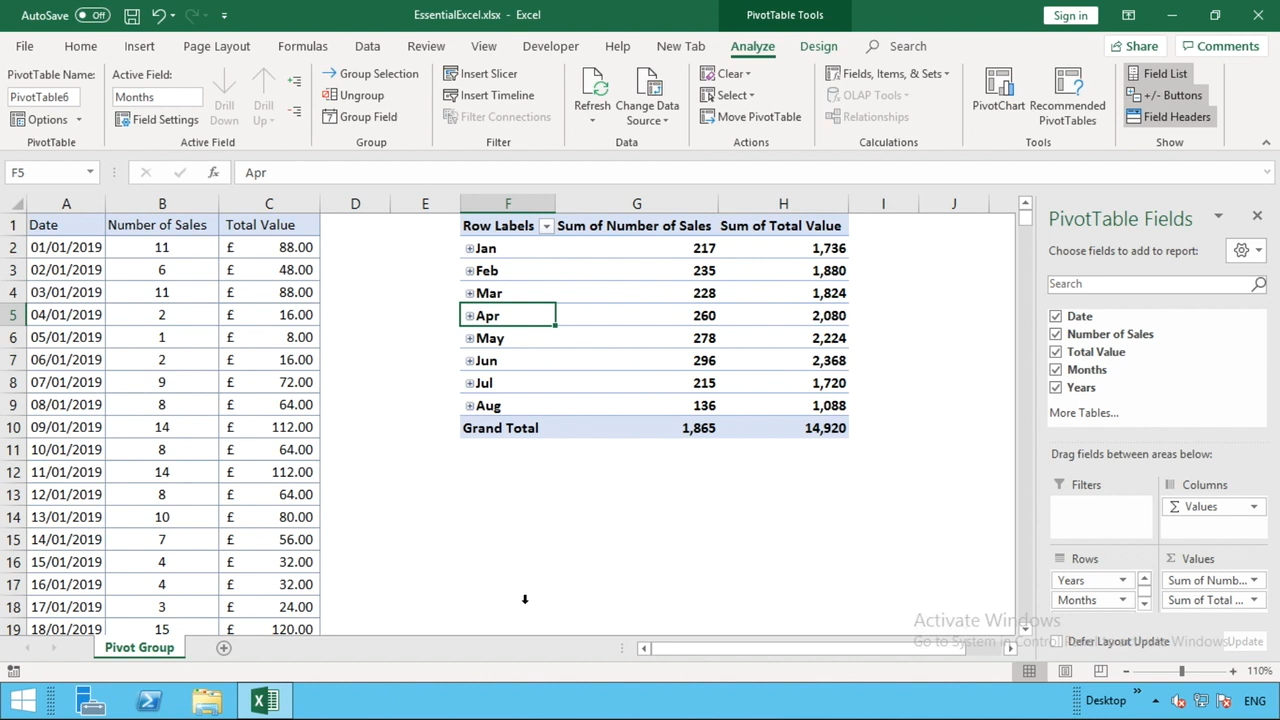 AutoSave Off EssentialExcel.xlsx - Excel PivotTable Tools Sign in
File Home Insert Page Layout Formulas Data Review View Developer Help New Tab Analyze Design Search Share Comments
PivotTable Name: Active Field: Group Selection Insert Slicer Clear Fields, Items, & Sets Field List
PivotTable6 Months Drill Down Drill Up Ungroup Insert Timeline Refresh Change Data Source Select OLAP Tools PivotChart Recommended PivotTables +/- Buttons
Options Field Settings Group Field Filter Connections Move PivotTable Relationships Field Headers
PivotTable Active Field Group Filter Data Actions Calculations Tools Show
F5 fx Apr
A B C D E F G H I J
1 Date Number of Sales Total Value Row Labels Sum of Number of Sales Sum of Total Value
2 01/01/2019 11 £ 88.00 Jan 217 1,736
3 02/01/2019 6 £ 48.00 Feb 235 1,880
4 03/01/2019 11 £ 88.00 Mar 228 1,824
5 04/01/2019 2 £ 16.00 Apr 260 2,080
6 05/01/2019 1 £ 8.00 May 278 2,224
7 06/01/2019 2 £ 16.00 Jun 296 2,368
8 07/01/2019 9 £ 72.00 Jul 215 1,720
9 08/01/2019 8 £ 64.00 Aug 136 1,088
10 09/01/2019 14 £ 112.00 Grand Total 1,865 14,920
11 10/01/2019 8 £ 64.00
12 11/01/2019 14 £ 112.00
13 12/01/2019 8 £ 64.00
14 13/01/2019 10 £ 80.00
15 14/01/2019 7 £ 56.00
16 15/01/2019 4 £ 32.00
17 16/01/2019 4 £ 32.00
18 17/01/2019 3 £ 24.00
19 18/01/2019 15 £ 120.00
PivotTable Fields
Choose fields to add to report:
Search
Date
Number of Sales
Total Value
Months
Years
More Tables...
Drag fields between areas below:
Filters Columns
Σ Values
Rows Σ Values
Years Sum of Numb...
Months Sum of Total ...
Activate Windows
Go to System in Control Panel to activate Windows.
Defer Layout Update Update
Pivot Group
110%
Desktop ENG